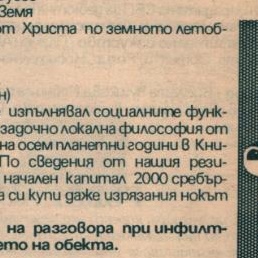 Земя
от Христа по земното летоб-
н)
изпълнявал социалните функ-
задочно локална философия от
на осем планетни години в Кни-
По сведения от нашия рези-
начален капитал 2000 сребър-
а си купи даже изрязания нокът
на разговора при инфилт-
ето на обекта.